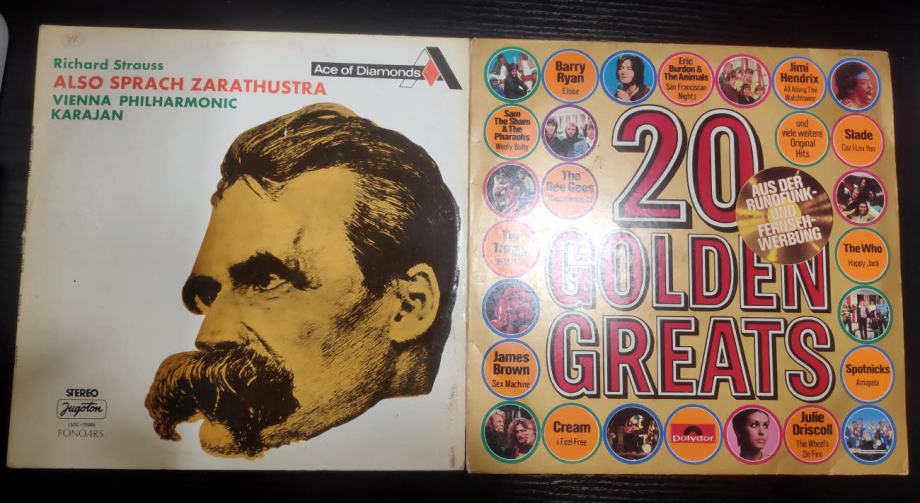 Richard Strauss
ALSO SPRACH ZARATHUSTRA
VIENNA PHILHARMONIC
KARAJAN
Ace of Diamonds
STEREO
Jugoton
FONOARS
Barry
Ryan
Eloise
Eric
Burdon &
The Animals
San Franciscan
Nights
Jimi
Hendrix
All Along The
Watchtower
Sam
The Sham
& The
Pharaohs
Wooly Bully
20
GOLDEN
GREATS
und
viele weitere
Original
Hits
Slade
Coz I Luv You
The
Bee Gees
AUS DER
RUNDFUNK-
UND
FERNSEH-
WERBUNG
The Who
Happy Jack
James
Brown
Sex Machine
Spotnicks
Amapola
Cream
I Feel Free
Polydor
Julie
Driscoll
This Wheel's
On Fire